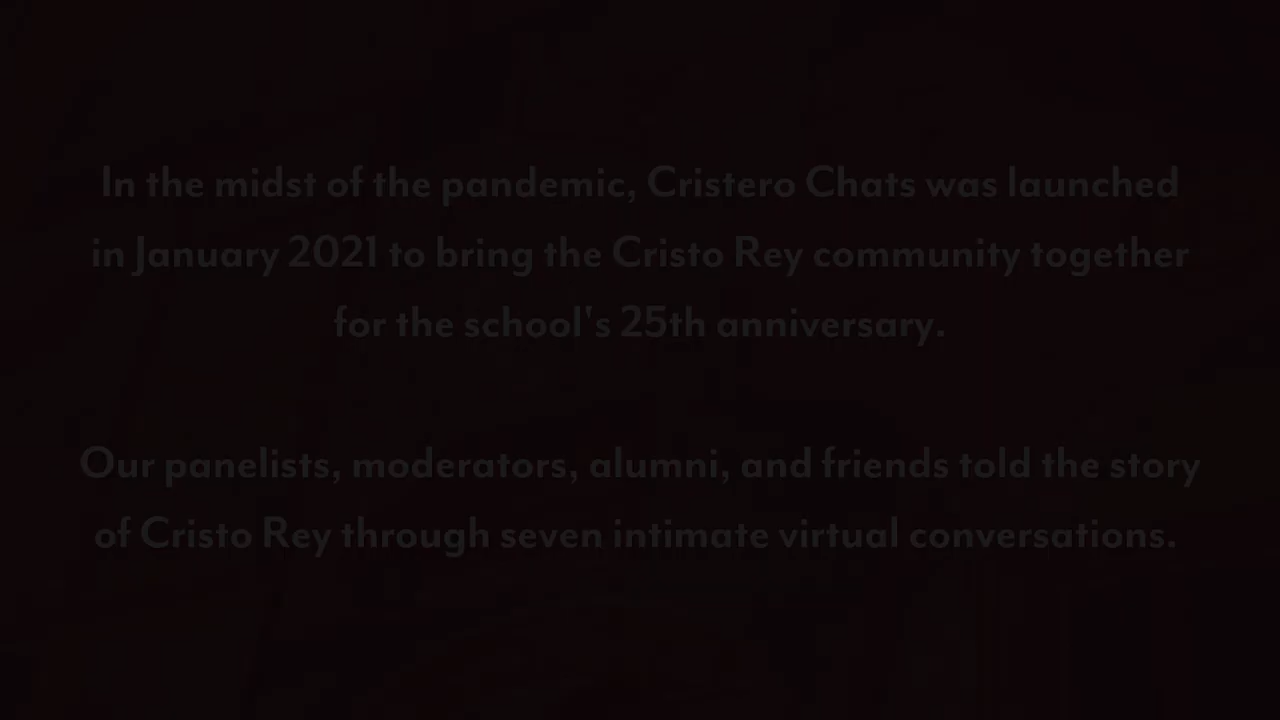 In the midst of the pandemic, Cristero Chats was launched
in January 2021 to bring the Cristo Rey community together
for the school's 25th anniversary.
Our panelists, moderators, alumni, and friends told the story
of Cristo Rey through seven intimate virtual conversations.